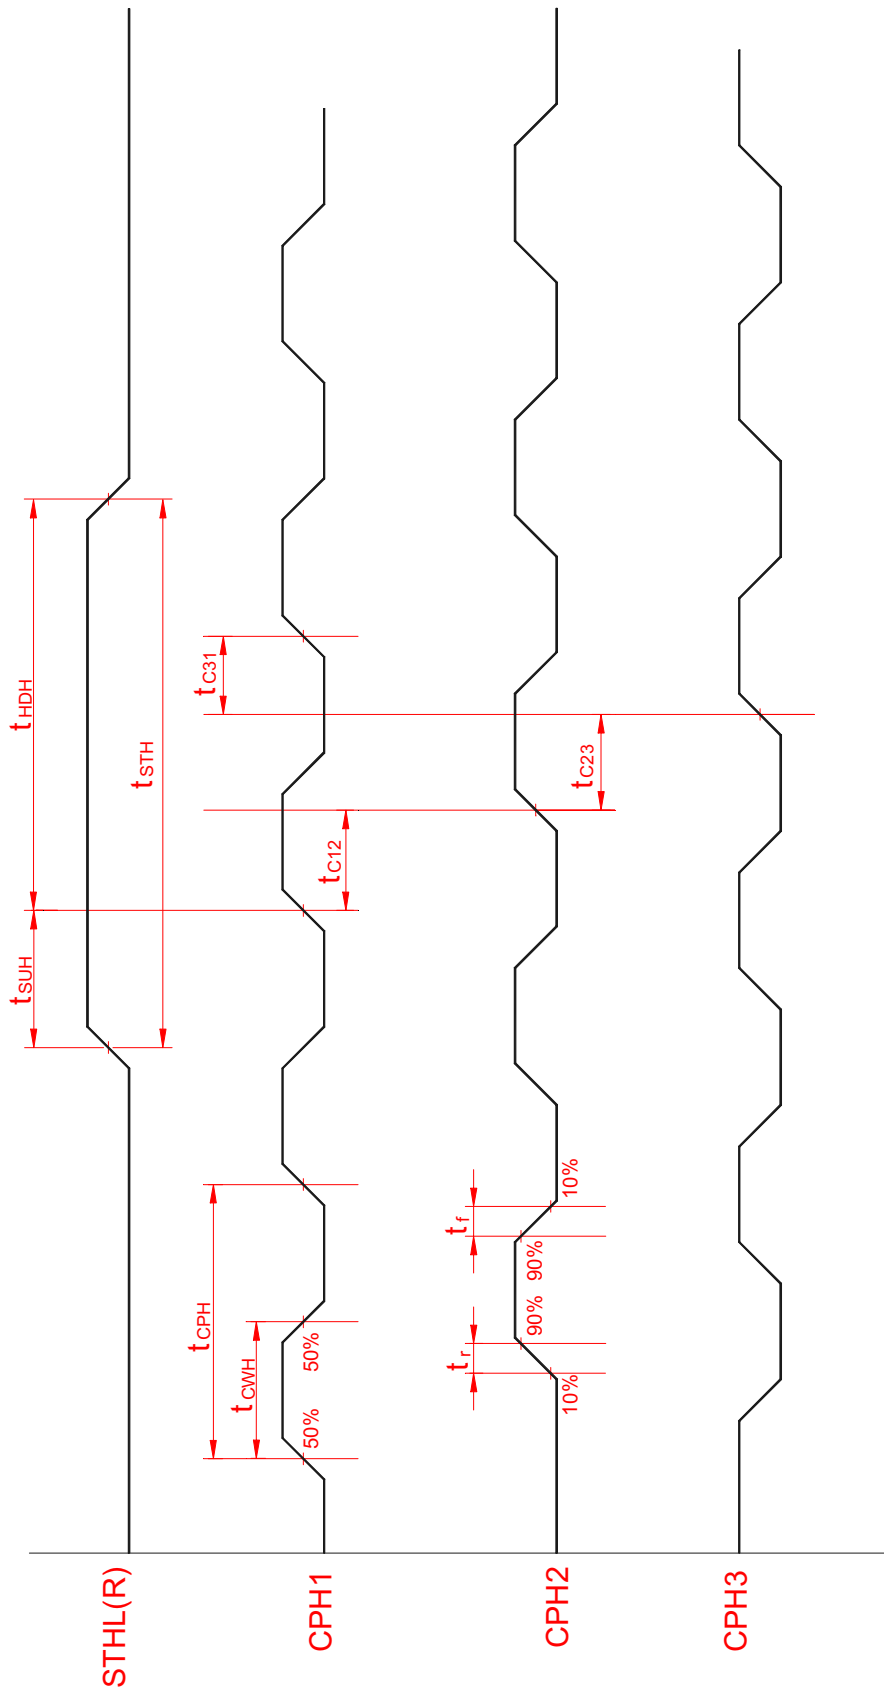 STHL(R)
tSUH
tHDH
tSTH
CPH1
tCPH
tCWH
50%
50%
tC12
tC31
CPH2
tr
tf
10%
90%
90%
10%
tC23
CPH3